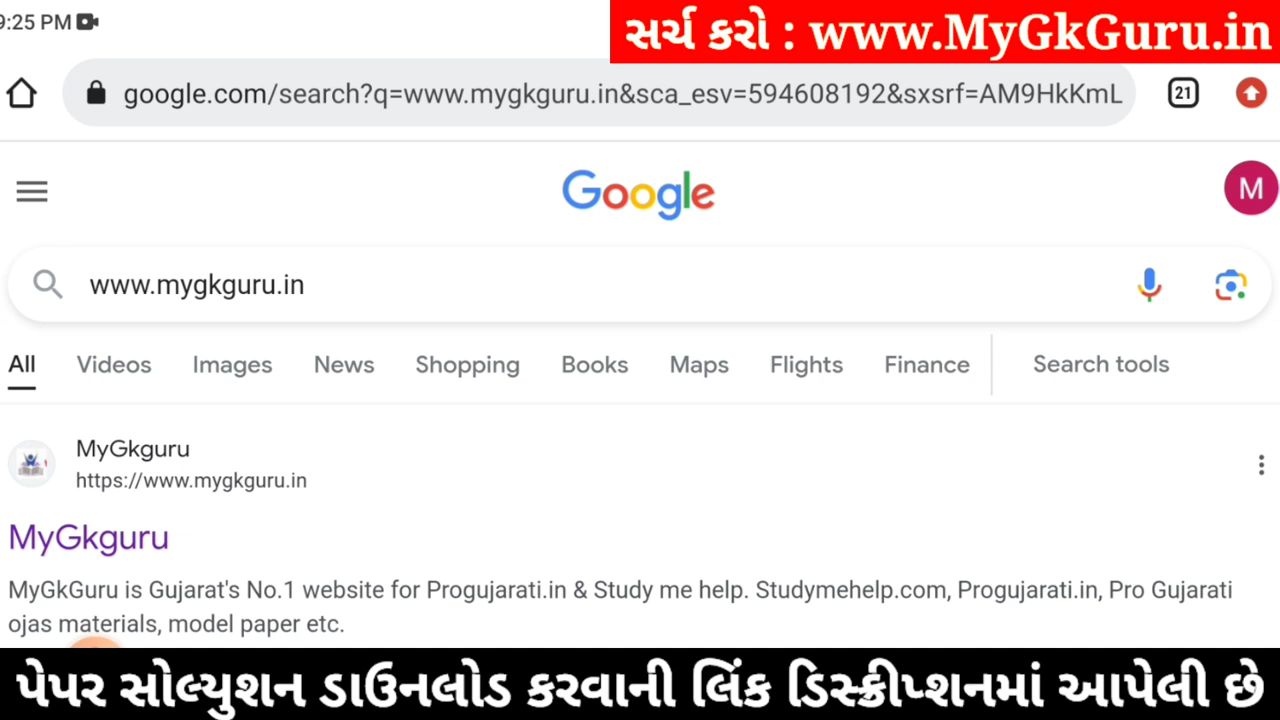 9:25 PM
સર્ચ કરો : www.MyGkGuru.in
google.com/search?q=www.mygkguru.in&sca_esv=594608192&sxsrf=AM9HkKmL
21
Google
M
www.mygkguru.in
All Videos Images News Shopping Books Maps Flights Finance Search tools
MyGkguru
https://www.mygkguru.in
MyGkguru
MyGkGuru is Gujarat's No.1 website for Progujarati.in & Study me help. Studymehelp.com, Progujarati.in, Pro Gujarati
ojas materials, model paper etc.
પેપર સોલ્યુશન ડાઉનલોડ કરવાની લિંક ડિસ્ક્રીપ્શનમાં આપેલી છે